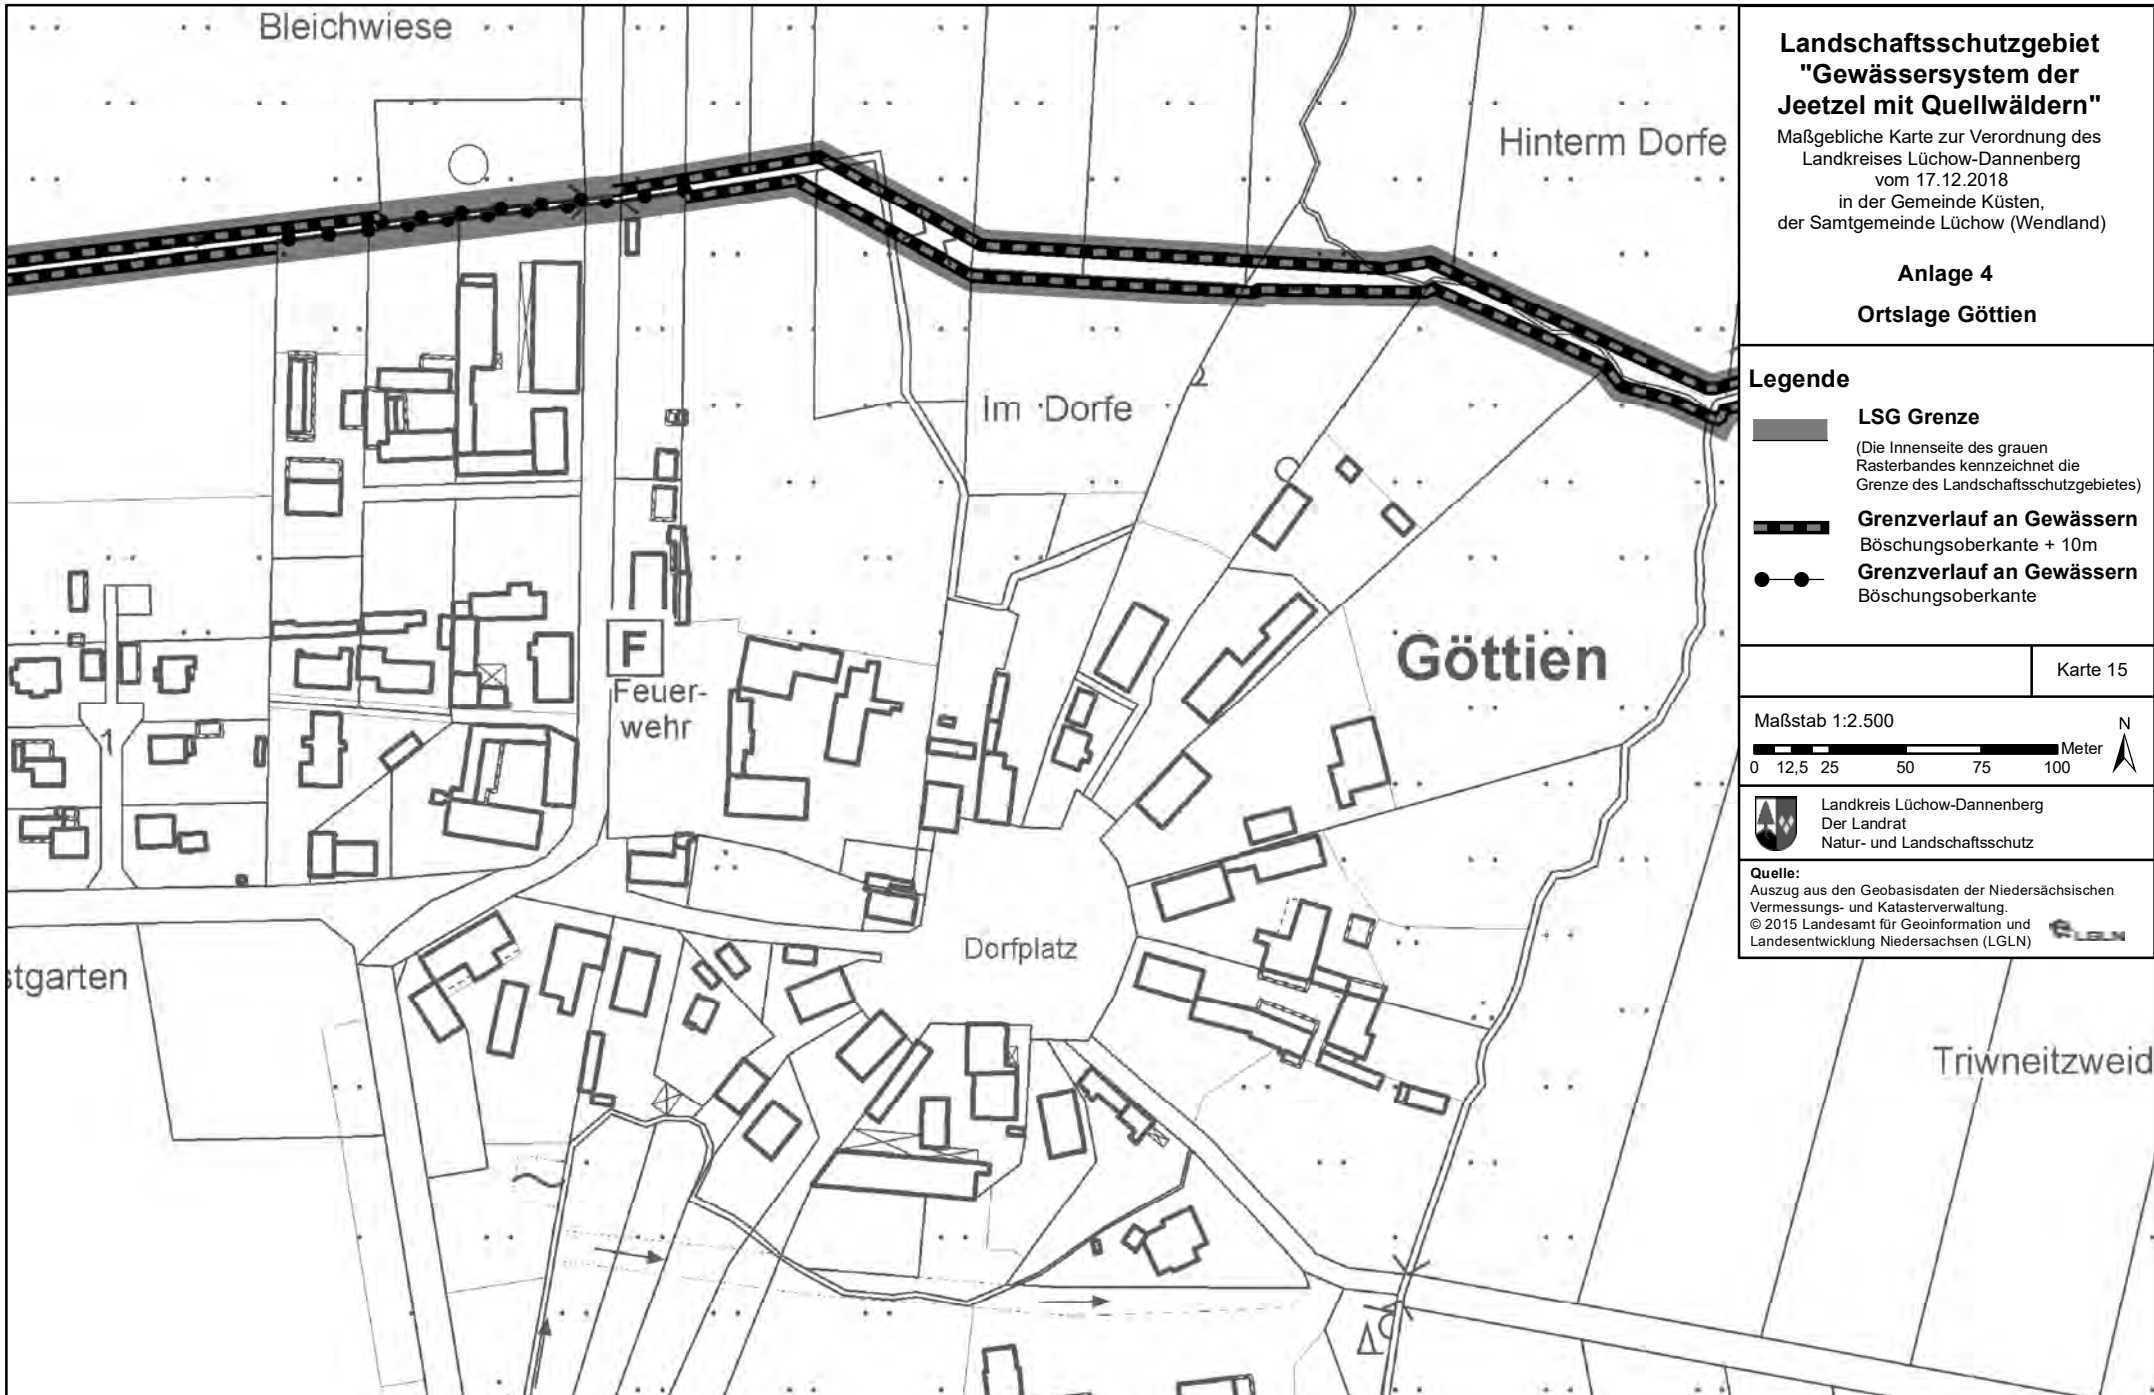 Bleichwiese
Hinterm Dorfe
Im Dorfe
Göttien
F
Feuer-
wehr
1
Dorfplatz
stgarten
Triwneitzweid
Landschaftsschutzgebiet
"Gewässersystem der
Jeetzel mit Quellwäldern"
Maßgebliche Karte zur Verordnung des
Landkreises Lüchow-Dannenberg
vom 17.12.2018
in der Gemeinde Küsten,
der Samtgemeinde Lüchow (Wendland)
Anlage 4
Ortslage Göttien
Legende
LSG Grenze
(Die Innenseite des grauen
Rasterbandes kennzeichnet die
Grenze des Landschaftsschutzgebietes)
Grenzverlauf an Gewässern
Böschungsoberkante + 10m
Grenzverlauf an Gewässern
Böschungsoberkante
Karte 15
Maßstab 1:2.500
N
Meter
0 12,5 25 50 75 100
Landkreis Lüchow-Dannenberg
Der Landrat
Natur- und Landschaftsschutz
Quelle:
Auszug aus den Geobasisdaten der Niedersächsischen
Vermessungs- und Katasterverwaltung.
© 2015 Landesamt für Geoinformation und
Landesentwicklung Niedersachsen (LGLN)
LGLN